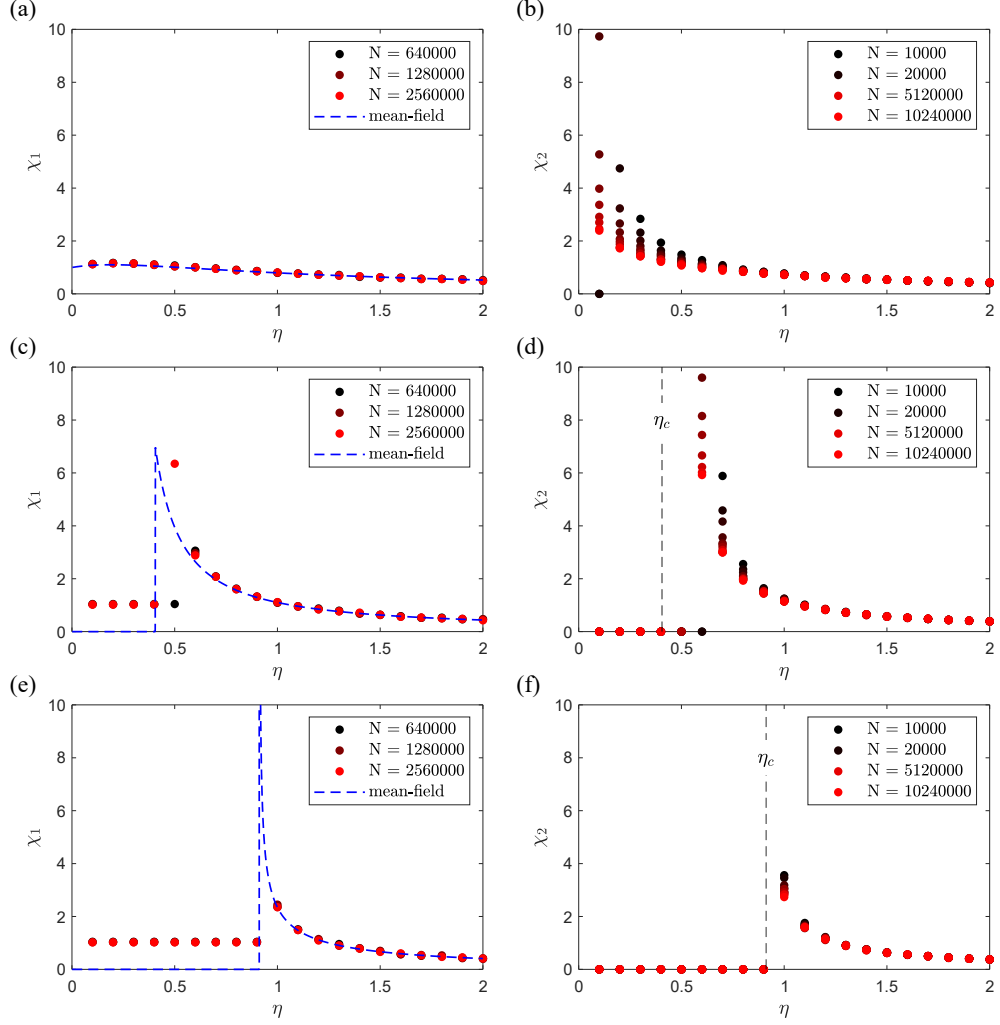 (a)
10
8
6
4
2
0
0
0.5
1
1.5
2
χ1
η
N = 640000
N = 1280000
N = 2560000
mean-field
(b)
10
8
6
4
2
0
0
0.5
1
1.5
2
χ2
η
N = 10000
N = 20000
N = 5120000
N = 10240000
(c)
10
8
6
4
2
0
0
0.5
1
1.5
2
χ1
η
N = 640000
N = 1280000
N = 2560000
mean-field
(d)
10
8
6
4
2
0
0
0.5
1
1.5
2
χ2
η
ηc
N = 10000
N = 20000
N = 5120000
N = 10240000
(e)
10
8
6
4
2
0
0
0.5
1
1.5
2
χ1
η
N = 640000
N = 1280000
N = 2560000
mean-field
(f)
10
8
6
4
2
0
0
0.5
1
1.5
2
χ2
η
ηc
N = 10000
N = 20000
N = 5120000
N = 10240000